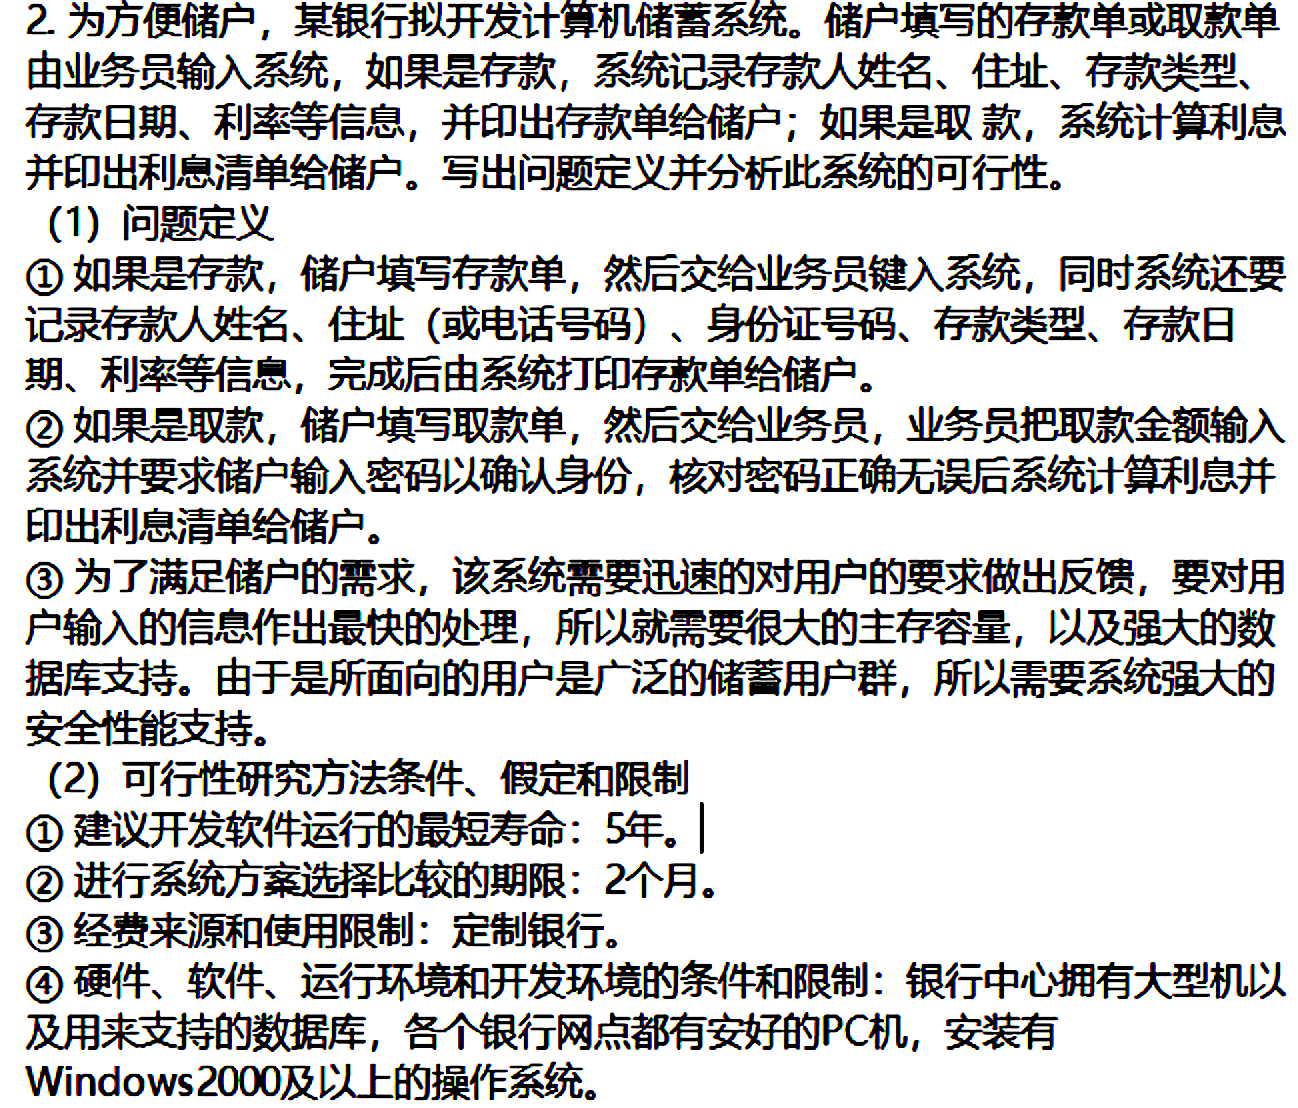 2. 为方便储户，某银行拟开发计算机储蓄系统。储户填写的存款单或取款单
由业务员输入系统，如果是存款，系统记录存款人姓名、住址、存款类型、
存款日期、利率等信息，并印出存款单给储户；如果是取 款，系统计算利息
并印出利息清单给储户。写出问题定义并分析此系统的可行性。
（1）问题定义
① 如果是存款，储户填写存款单，然后交给业务员键入系统，同时系统还要
记录存款人姓名、住址（或电话号码）、身份证号码、存款类型、存款日
期、利率等信息，完成后由系统打印存款单给储户。
② 如果是取款，储户填写取款单，然后交给业务员，业务员把取款金额输入
系统并要求储户输入密码以确认身份，核对密码正确无误后系统计算利息并
印出利息清单给储户。
③ 为了满足储户的需求，该系统需要迅速的对用户的要求做出反馈，要对用
户输入的信息作出最快的处理，所以就需要很大的主存容量，以及强大的数
据库支持。由于是所面向的用户是广泛的储蓄用户群，所以需要系统强大的
安全性能支持。
（2）可行性研究方法条件、假定和限制
① 建议开发软件运行的最短寿命：5年。
② 进行系统方案选择比较的期限：2个月。
③ 经费来源和使用限制：定制银行。
④ 硬件、软件、运行环境和开发环境的条件和限制：银行中心拥有大型机以
及用来支持的数据库，各个银行网点都有安好的PC机，安装有
Windows2000及以上的操作系统。